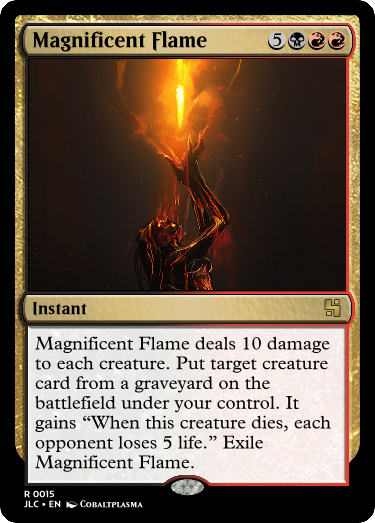 Magnificent Flame 5
Instant
Magnificent Flame deals 10 damage
to each creature. Put target creature
card from a graveyard on the
battlefield under your control. It
gains “When this creature dies, each
opponent loses 5 life.” Exile
Magnificent Flame.
R 0015
JLC • EN Cobaltplasma